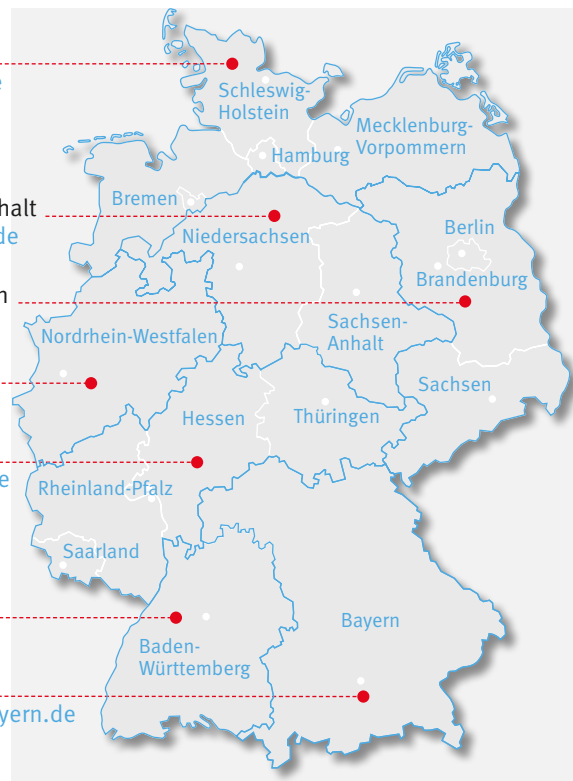 Schleswig-
Holstein
Mecklenburg-
Vorpommern
Hamburg
Bremen
halt
de
Niedersachsen
Berlin
Brandenburg
n
Nordrhein-Westfalen
Sachsen-
Anhalt
Sachsen
Hessen
Thüringen
e
Rheinland-Pfalz
Saarland
Baden-
Württemberg
Bayern
yern.de